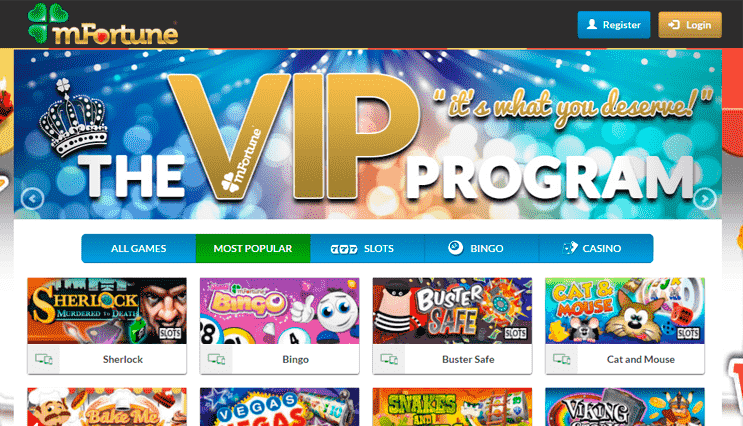 mFortune
Register
Login
THE VIP PROGRAM
"it's what you deserve!"
mFortune
ALL GAMES
MOST POPULAR
SLOTS
BINGO
CASINO
SHERLOCK
MURDERED TO DEATH
SLOTS
mFortune
BINGO
BUSTER
SAFE
SLOTS
CAT &
MOUSE
SLOTS
Sherlock
Bingo
Buster Safe
Cat and Mouse
Bake Me
VEGAS
VEGAS
SNAKES
AND
VIKING